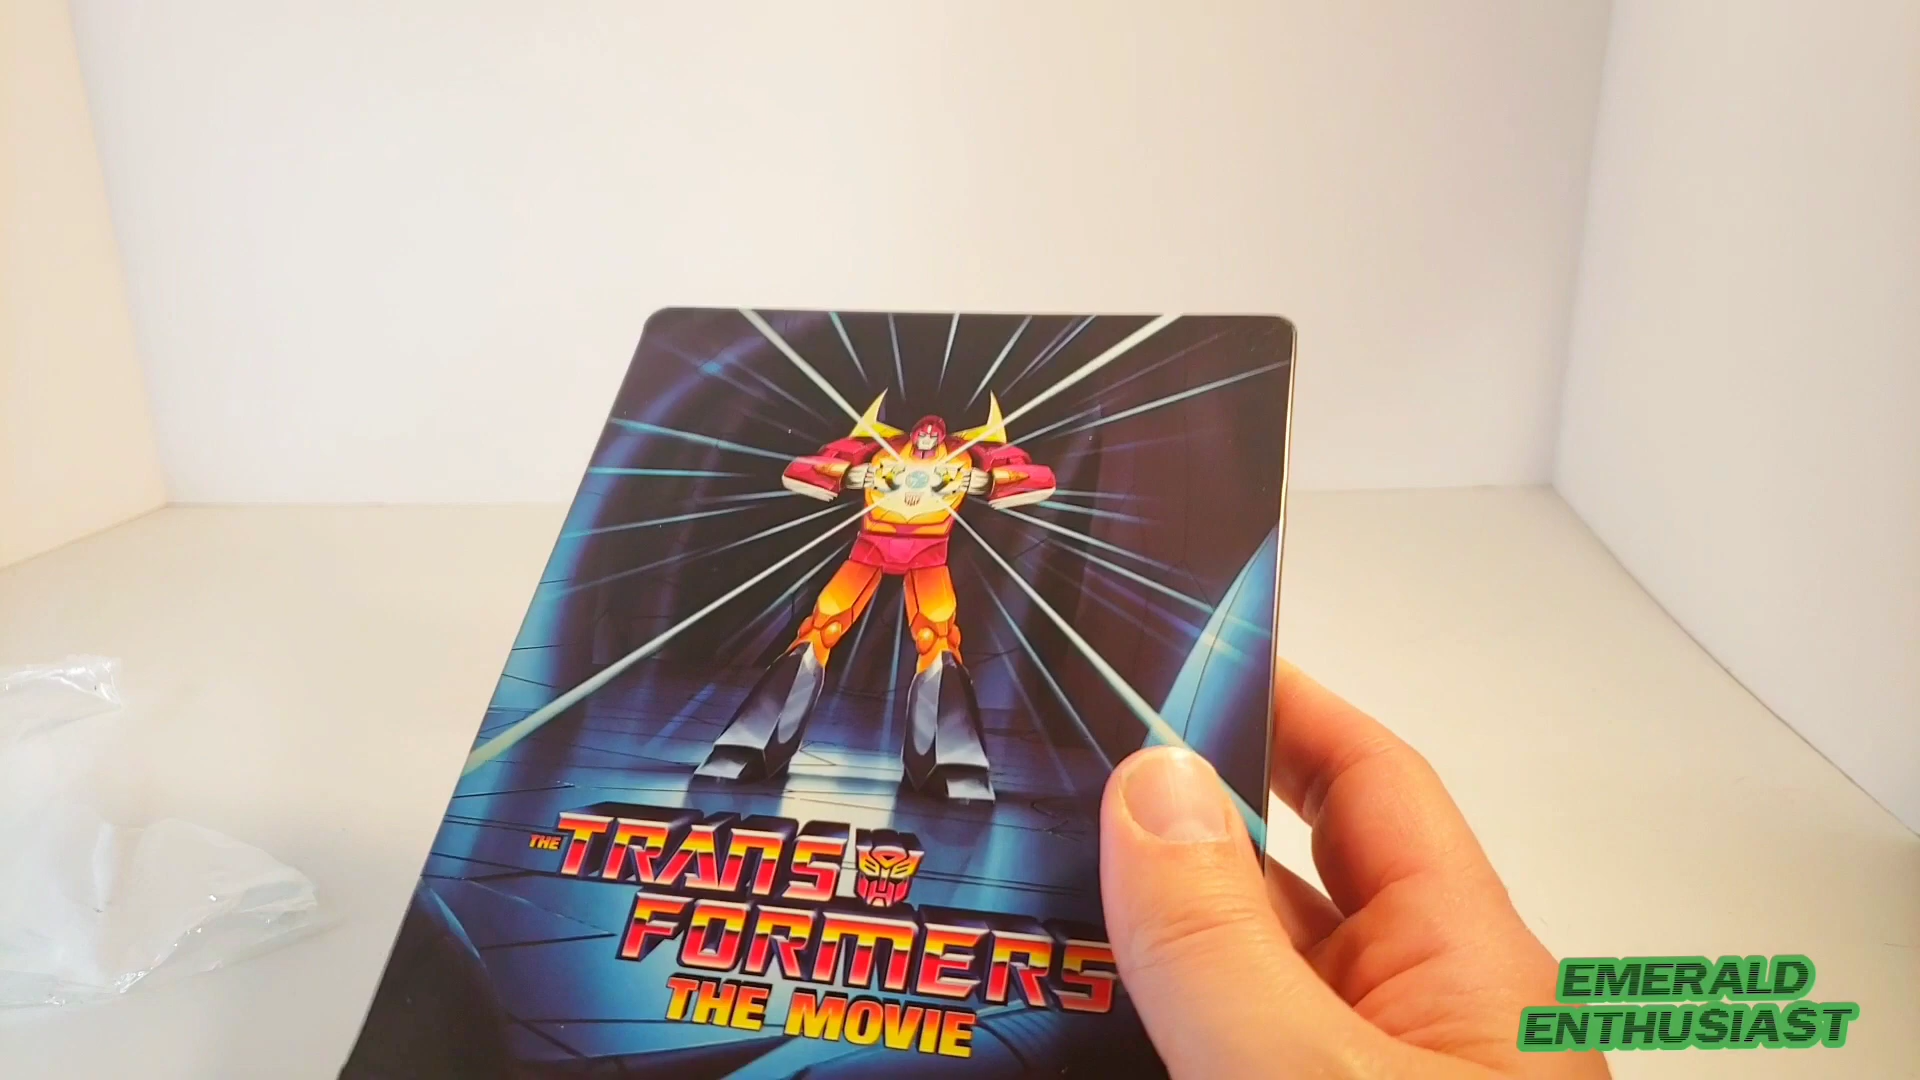 THE TRANS
FORMERS
THE MOVIE
EMERALD
ENTHUSIAST